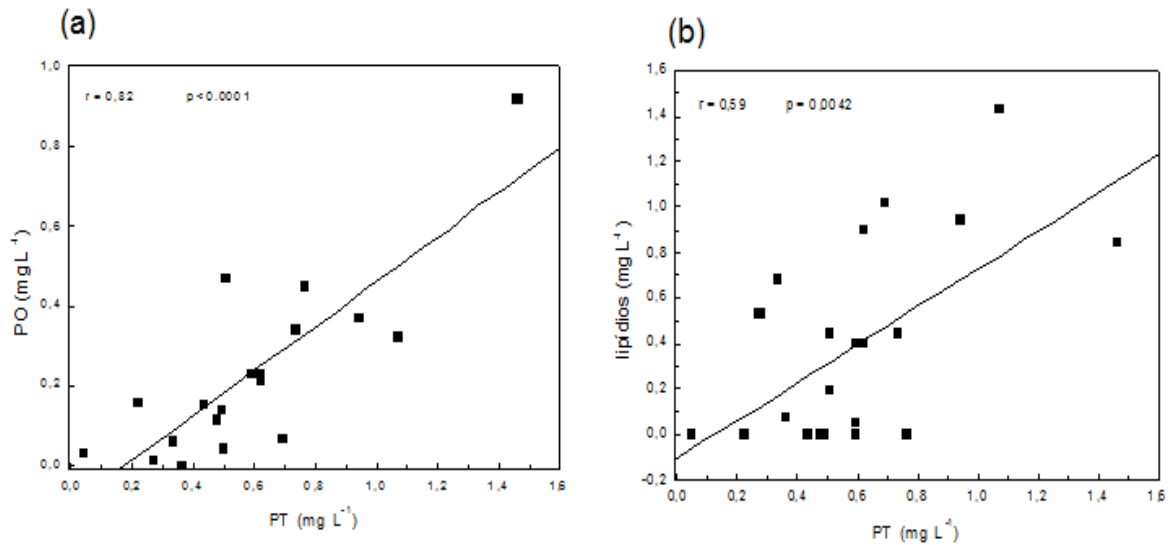 (a)
r = 0,82 p<0.0001
1,0
0,8
0,6
0,4
0,2
0,0
PO (mg L⁻¹)
0,0 0,2 0,4 0,6 0,8 1,0 1,2 1,4 1,6
PT (mg L⁻¹)
(b)
r = 0,59 p = 0,0042
1,6
1,4
1,2
1,0
0,8
0,6
0,4
0,2
0,0
-0,2
lipídios (mg L⁻¹)
0,0 0,2 0,4 0,6 0,8 1,0 1,2 1,4 1,6
PT (mg L⁻¹)